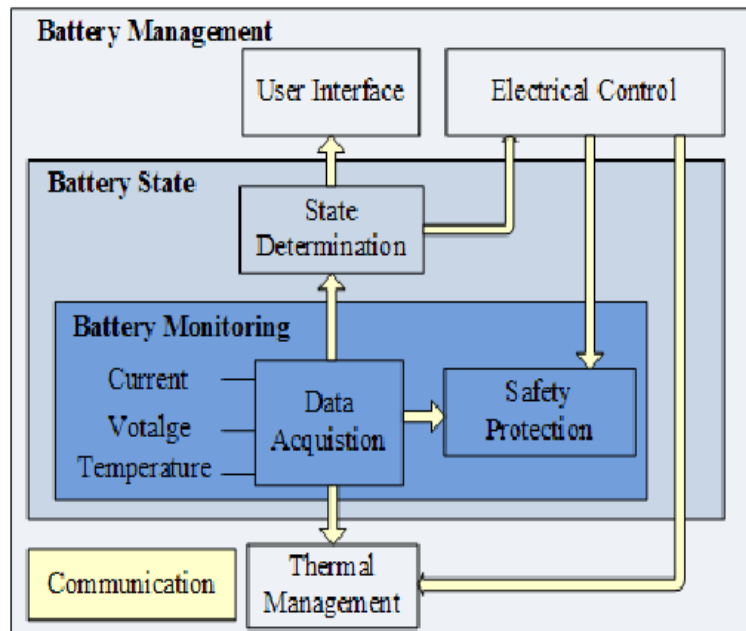 Battery Management
User Interface
Electrical Control
Battery State
State
Determination
Battery Monitoring
Current
Votalge
Temperature
Data
Acquistion
Safety
Protection
Communication
Thermal
Management